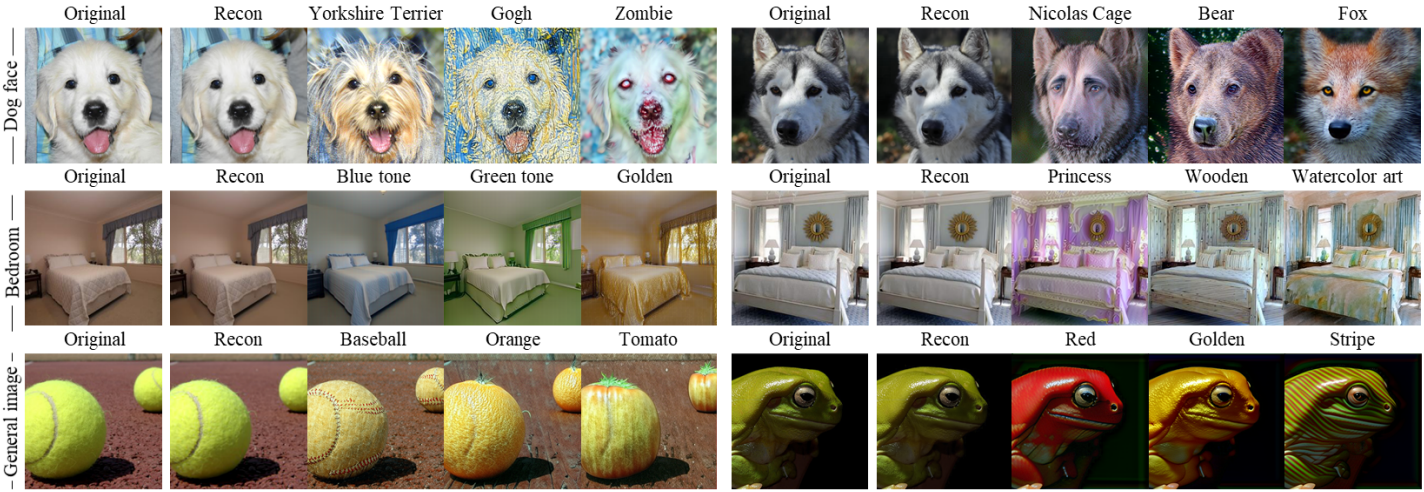 Original Recon Yorkshire Terrier Gogh Zombie Original Recon Nicolas Cage Bear Fox
Dog face
Original Recon Blue tone Green tone Golden Original Recon Princess Wooden Watercolor art
Bedroom
Original Recon Baseball Orange Tomato Original Recon Red Golden Stripe
General image